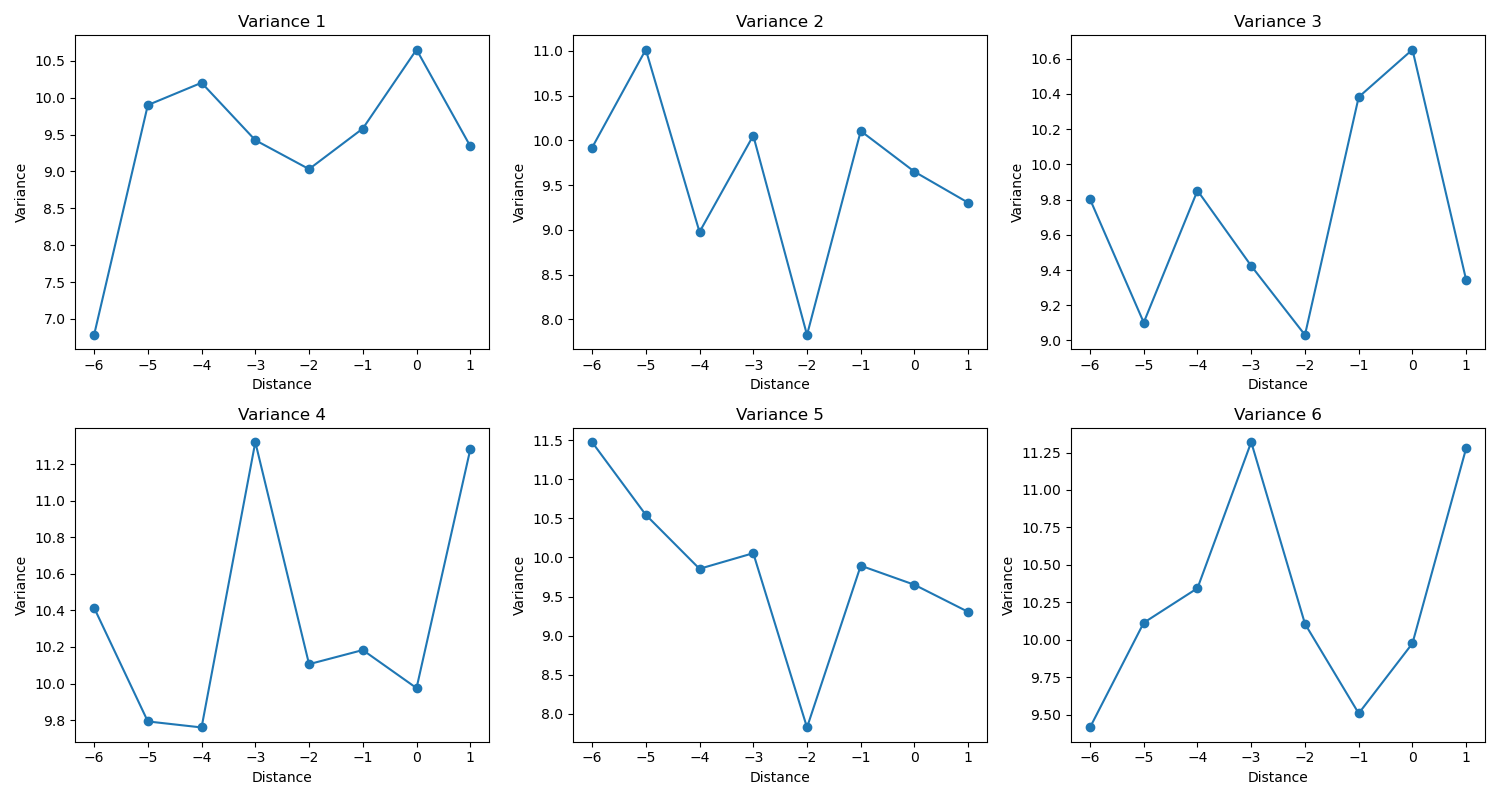 Variance 1
Variance
10.5
10.0
9.5
9.0
8.5
8.0
7.5
7.0
−6 −5 −4 −3 −2 −1 0 1
Distance
Variance 2
Variance
11.0
10.5
10.0
9.5
9.0
8.5
8.0
−6 −5 −4 −3 −2 −1 0 1
Distance
Variance 3
Variance
10.6
10.4
10.2
10.0
9.8
9.6
9.4
9.2
9.0
−6 −5 −4 −3 −2 −1 0 1
Distance
Variance 4
Variance
11.2
11.0
10.8
10.6
10.4
10.2
10.0
9.8
−6 −5 −4 −3 −2 −1 0 1
Distance
Variance 5
Variance
11.5
11.0
10.5
10.0
9.5
9.0
8.5
8.0
−6 −5 −4 −3 −2 −1 0 1
Distance
Variance 6
Variance
11.25
11.00
10.75
10.50
10.25
10.00
9.75
9.50
−6 −5 −4 −3 −2 −1 0 1
Distance